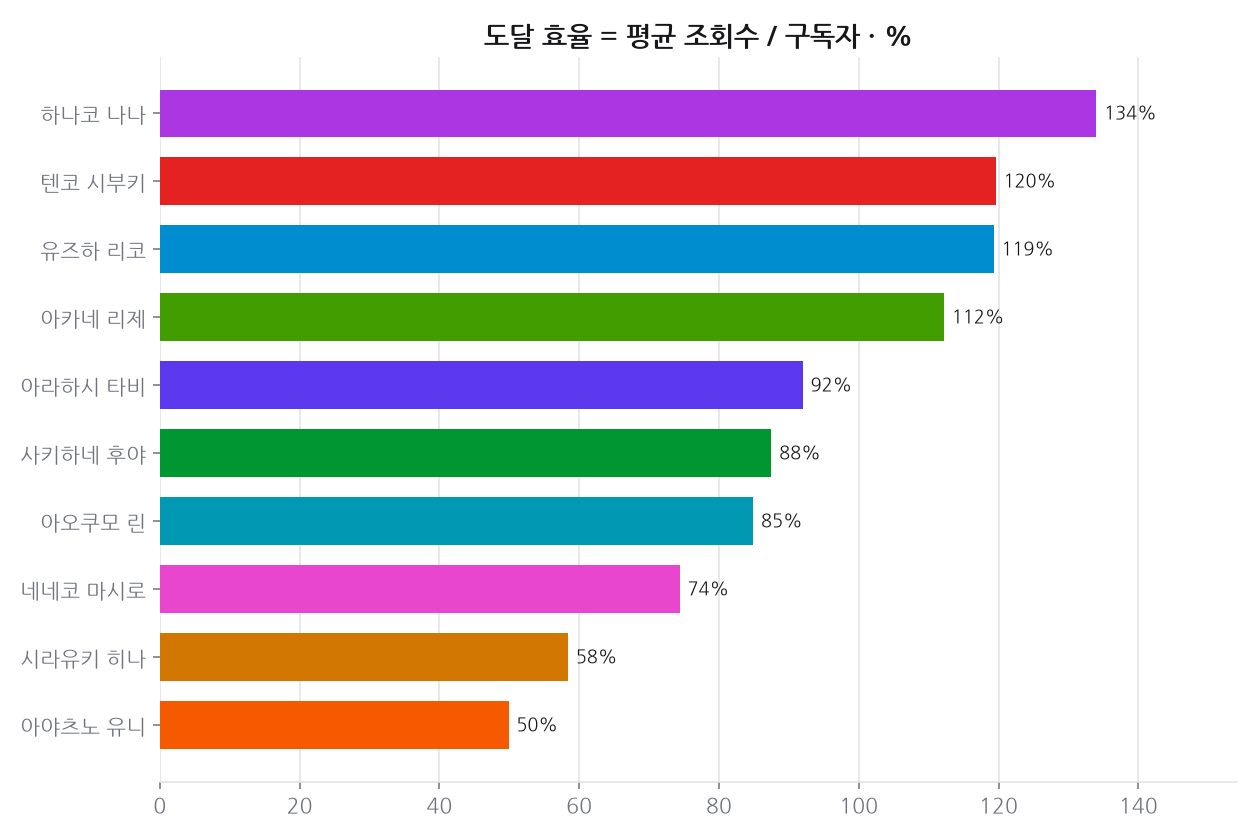 도달 효율 = 평균 조회수 / 구독자 · %
하나코 나나 134%
텐코 시부키 120%
유즈하 리코 119%
아카네 리제 112%
아라하시 타비 92%
사키하네 후야 88%
아오쿠모 린 85%
네네코 마시로 74%
시라유키 히나 58%
아야츠노 유니 50%
0 20 40 60 80 100 120 140